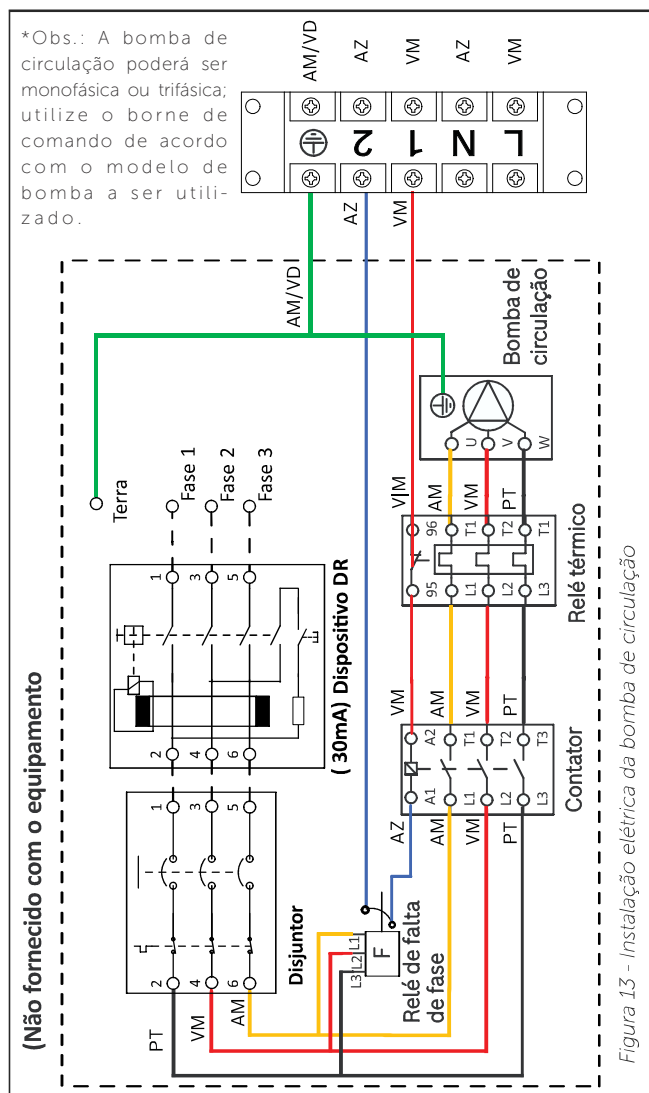 *Obs.: A bomba de
circulação poderá ser
monofásica ou trifásica;
utilize o borne de
comando de acordo
com o modelo de
bomba a ser utili-
zado.
AM/VD
AZ
VM
AZ
VM
2
1
N
L
AZ
VM
AM/VD
Bomba de
circulação
U
V
W
Terra
Fase 1
Fase 2
Fase 3
VM
AM
VM
PT
96
T1
T2
T1
95
L1
L2
L3
Relé térmico
1
3
5
2
4
6
( 30mA) Dispositivo DR
VM
AM
VM
PT
A2
T1
T2
T3
A1
L1
L2
L3
Contator
AZ
AM
VM
PT
(Não fornecido com o equipamento
1
3
5
2
4
6
Disjuntor
PT
VM
AM
L1
L2
L3
F
Relé de falta
de fase
Figura 13 - Instalação elétrica da bomba de circulação